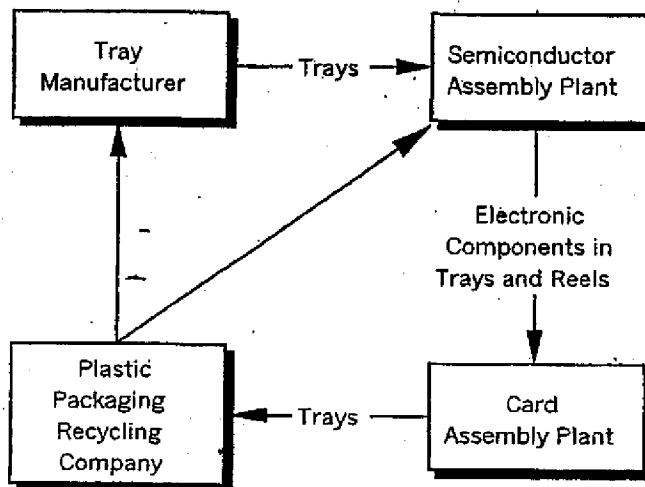 Tray
Manufacturer
Trays
Semiconductor
Assembly Plant
Electronic
Components in
Trays and Reels
Plastic
Packaging
Recycling
Company
Trays
Card
Assembly Plant